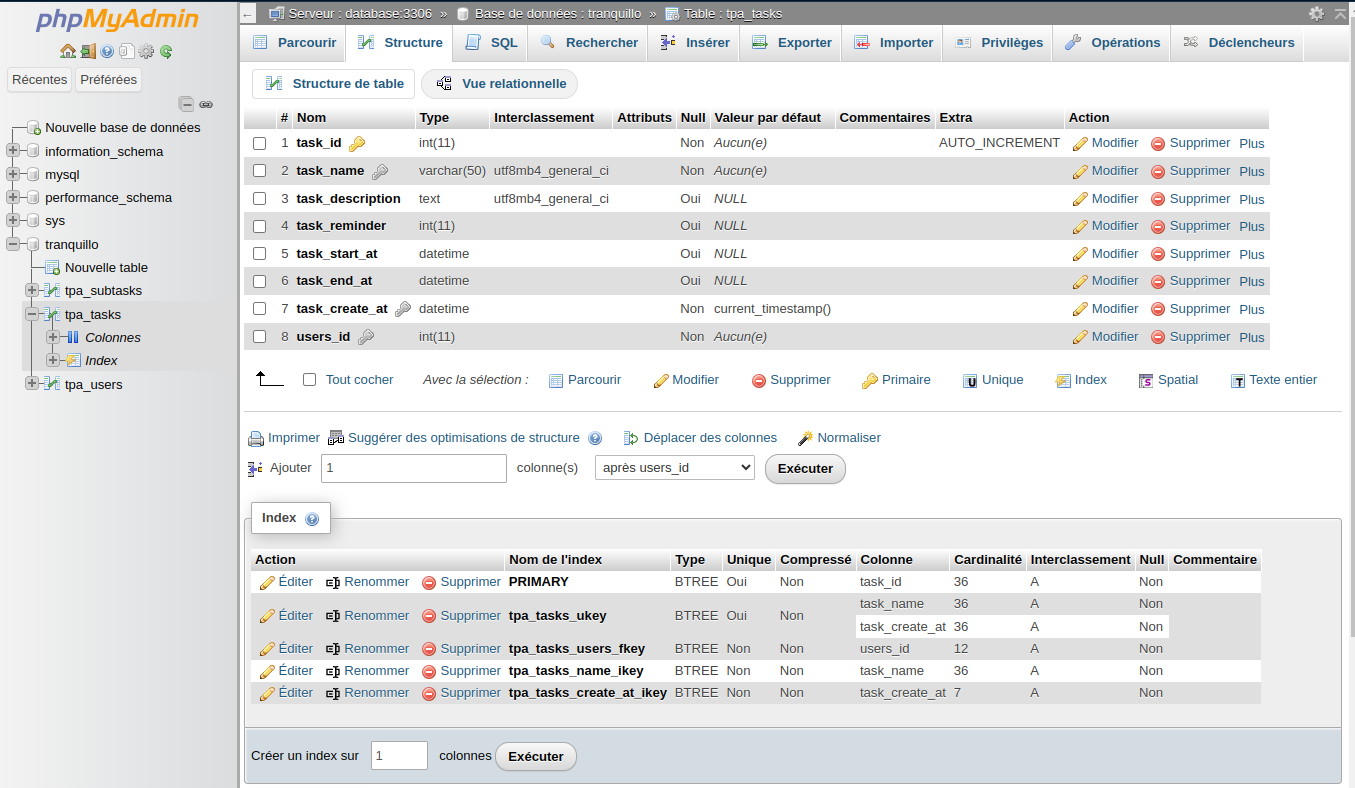 phpMyAdmin
Récentes Préférées
Nouvelle base de données
information_schema
mysql
performance_schema
sys
tranquillo
Nouvelle table
tpa_subtasks
tpa_tasks
Colonnes
Index
tpa_users
← Serveur : database:3306 » Base de données : tranquillo » Table : tpa_tasks
Parcourir Structure SQL Rechercher Insérer Exporter Importer Privilèges Opérations Déclencheurs
Structure de table Vue relationnelle
# Nom Type Interclassement Attributs Null Valeur par défaut Commentaires Extra Action
1 task_id int(11) Non Aucun(e) AUTO_INCREMENT Modifier Supprimer Plus
2 task_name varchar(50) utf8mb4_general_ci Non Aucun(e) Modifier Supprimer Plus
3 task_description text utf8mb4_general_ci Oui NULL Modifier Supprimer Plus
4 task_reminder int(11) Oui NULL Modifier Supprimer Plus
5 task_start_at datetime Oui NULL Modifier Supprimer Plus
6 task_end_at datetime Oui NULL Modifier Supprimer Plus
7 task_create_at datetime Non current_timestamp() Modifier Supprimer Plus
8 users_id int(11) Non Aucun(e) Modifier Supprimer Plus
Tout cocher Avec la sélection : Parcourir Modifier Supprimer Primaire U Unique Index S Spatial T Texte entier
Imprimer Suggérer des optimisations de structure Déplacer des colonnes Normaliser
Ajouter 1 colonne(s) après users_id Exécuter
Index
Action Nom de l'index Type Unique Compressé Colonne Cardinalité Interclassement Null Commentaire
Éditer Renommer Supprimer PRIMARY BTREE Oui Non task_id 36 A Non
Éditer Renommer Supprimer tpa_tasks_ukey BTREE Oui Non task_name 36 A Non
task_create_at 36 A Non
Éditer Renommer Supprimer tpa_tasks_users_fkey BTREE Non Non users_id 12 A Non
Éditer Renommer Supprimer tpa_tasks_name_ikey BTREE Non Non task_name 36 A Non
Éditer Renommer Supprimer tpa_tasks_create_at_ikey BTREE Non Non task_create_at 7 A Non
Créer un index sur 1 colonnes Exécuter